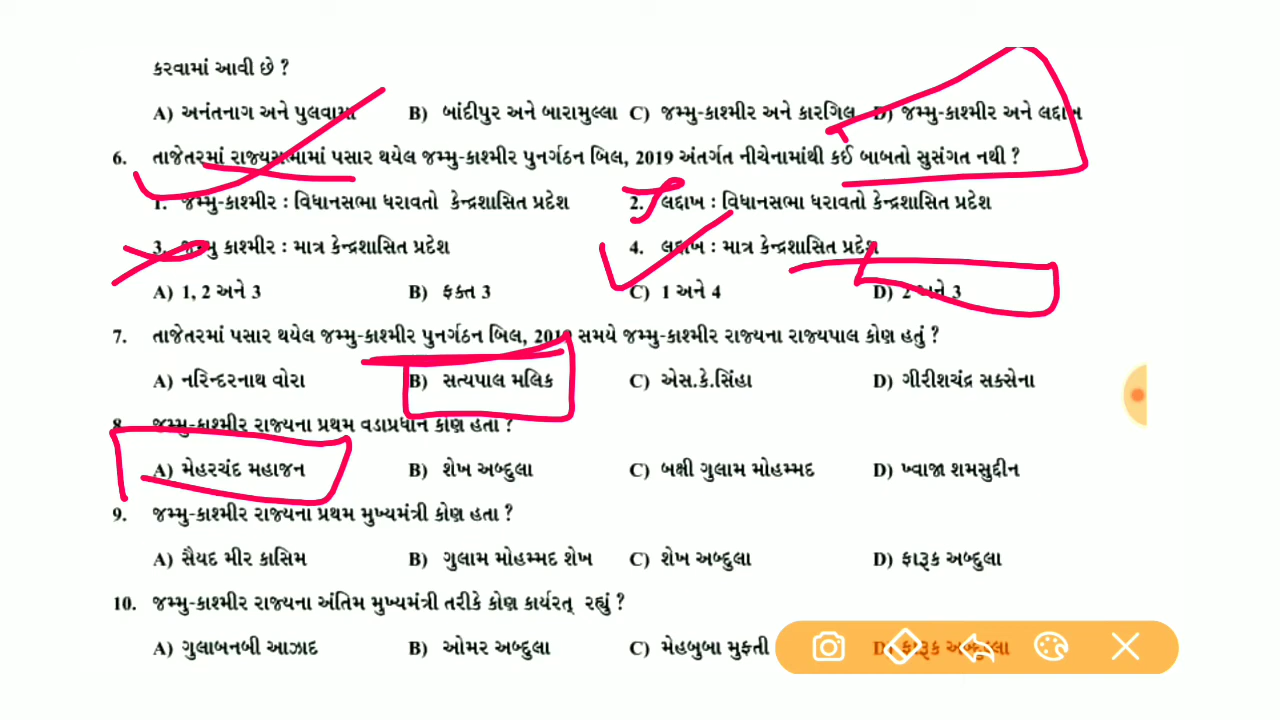 કરવામાં આવી છે ?
A) અનંતનાગ અને પુલવામા B) બાંદીપુર અને બારામુલ્લા C) જમ્મુ-કાશ્મીર અને કારગિલ D) જમ્મુ-કાશ્મીર અને લદ્દાખ
6. તાજેતરમાં રાજ્યસભામાં પસાર થયેલ જમ્મુ-કાશ્મીર પુનર્ગઠન બિલ, 2019 અંતર્ગત નીચેનામાંથી કઈ બાબતો સુસંગત નથી ?
1. જમ્મુ-કાશ્મીર : વિધાનસભા ધરાવતો કેન્દ્રશાસિત પ્રદેશ 2. લદ્દાખ : વિધાનસભા ધરાવતો કેન્દ્રશાસિત પ્રદેશ
3. જમ્મુ કાશ્મીર : માત્ર કેન્દ્રશાસિત પ્રદેશ 4. લદ્દાખ : માત્ર કેન્દ્રશાસિત પ્રદેશ
A) 1, 2 અને 3 B) ફક્ત 3 C) 1 અને 4 D) 2 અને 3
7. તાજેતરમાં પસાર થયેલ જમ્મુ-કાશ્મીર પુનર્ગઠન બિલ, 2019 સમયે જમ્મુ-કાશ્મીર રાજ્યના રાજ્યપાલ કોણ હતું ?
A) નરિન્દરનાથ વોરા B) સત્યપાલ મલિક C) એસ.કે.સિંહા D) ગીરીશચંદ્ર સક્સેના
8. જમ્મુ-કાશ્મીર રાજ્યના પ્રથમ વડાપ્રધાન કોણ હતા ?
A) મેહરચંદ મહાજન B) શેખ અબ્દુલા C) બક્ષી ગુલામ મોહમ્મદ D) ખ્વાજા શમસુદ્દીન
9. જમ્મુ-કાશ્મીર રાજ્યના પ્રથમ મુખ્યમંત્રી કોણ હતા ?
A) સૈયદ મીર કાસિમ B) ગુલામ મોહમ્મદ શેખ C) શેખ અબ્દુલા D) ફારૂક અબ્દુલા
10. જમ્મુ-કાશ્મીર રાજ્યના અંતિમ મુખ્યમંત્રી તરીકે કોણ કાર્યરત્ રહ્યું ?
A) ગુલાબનબી આઝાદ B) ઓમર અબ્દુલા C) મેહબુબા મુફ્તી D) ફારૂક અબ્દુલા